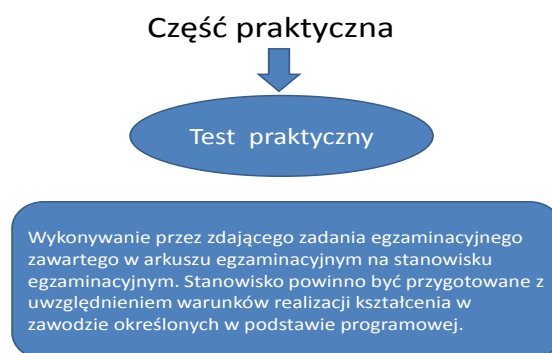 Część praktyczna
Test praktyczny
Wykonywanie przez zdającego zadania egzaminacyjnego
zawartego w arkuszu egzaminacyjnym na stanowisku
egzaminacyjnym. Stanowisko powinno być przygotowane z
uwzględnieniem warunków realizacji kształcenia w
zawodzie określonych w podstawie programowej.